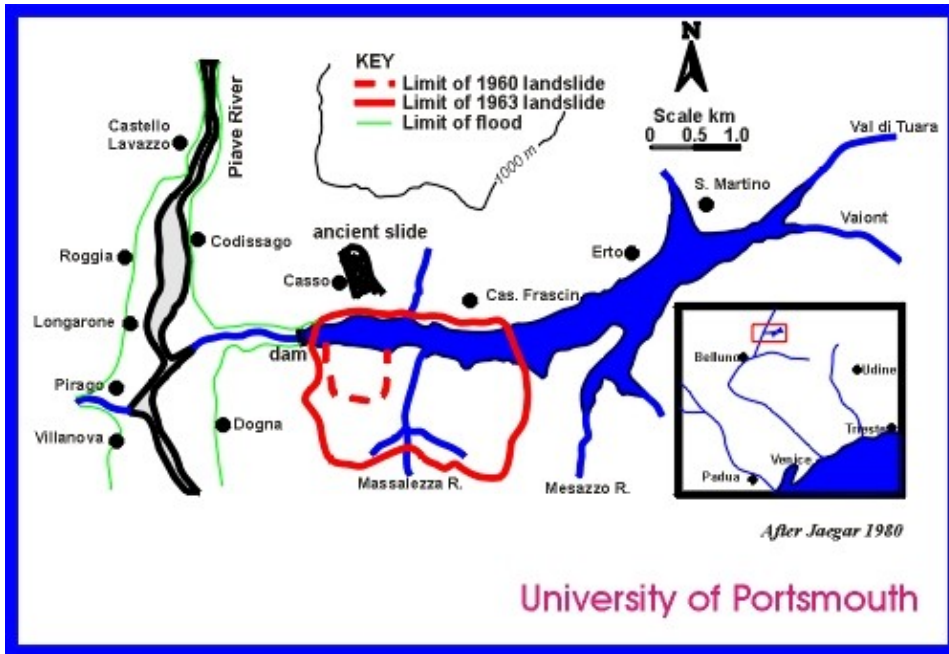 N
KEY
Limit of 1960 landslide
Limit of 1963 landslide
Limit of flood
Scale km
0 1.0
Val di Tuara
Castello
Lavazzo
Piave River
1000 m
S. Martino
Vaiont
Codissago
ancient slide
Roggia
Erto
Casso
Cas. Frascin
Longarone
dam
Pirago
Belluno
Udine
Dogna
Villanova
Trieste
Venice
Massalezza R.
Mesazzo R.
Padua
After Jaegar 1980
University of Portsmouth